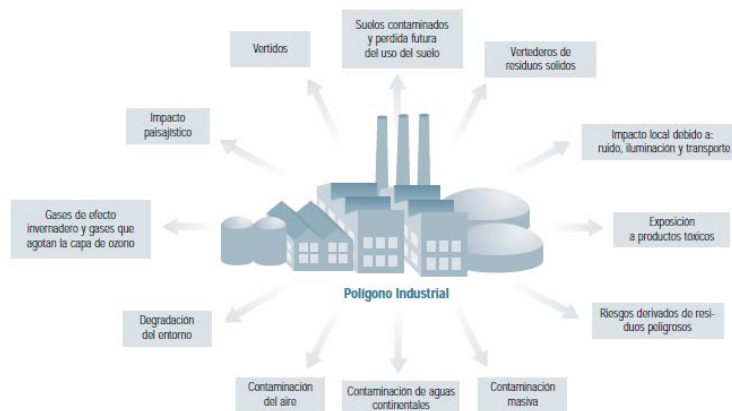 Suelos contaminados
y perdida futura
del uso del suelo
Vertidos
Vertederos de
residuos solidos
Impacto
paisajístico
Impacto local debido a:
ruido, iluminación y transporte
Gases de efecto
invernadero y gases que
agotan la capa de ozono
Exposición
a productos tóxicos
Polígono Industrial
Degradación
del entorno
Riesgos derivados de resi-
duos peligrosos
Contaminación
del aire
Contaminación de aguas
continentales
Contaminación
masiva